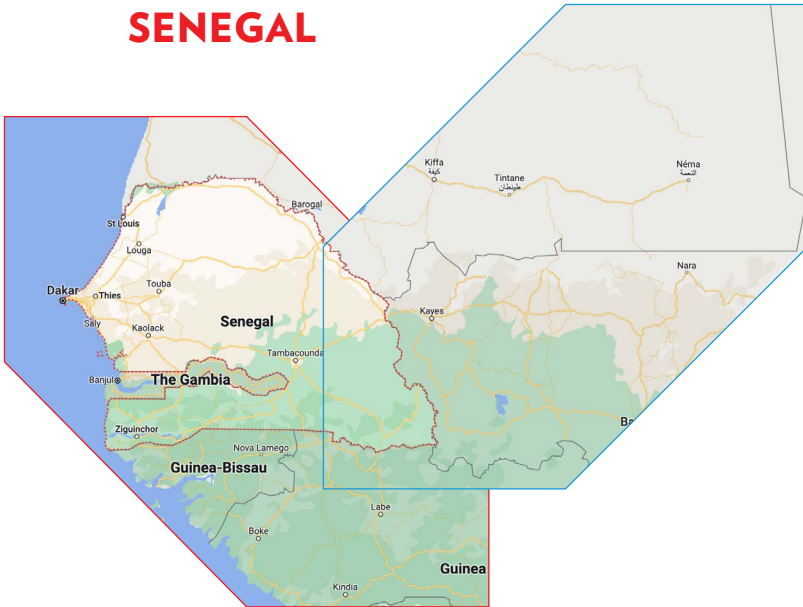 SENEGAL
Kiffa
كيفة
Tintane
طينطان
Néma
النعمة
Barogal
St Louis
Louga
Nara
Dakar
Thies
Touba
Saly
Kaolack
Senegal
Kayes
Tambacounda
Banjul
The Gambia
Ba
Ziguinchor
Nova Lamego
Guinea-Bissau
Labe
Boke
Guinea
Kindia